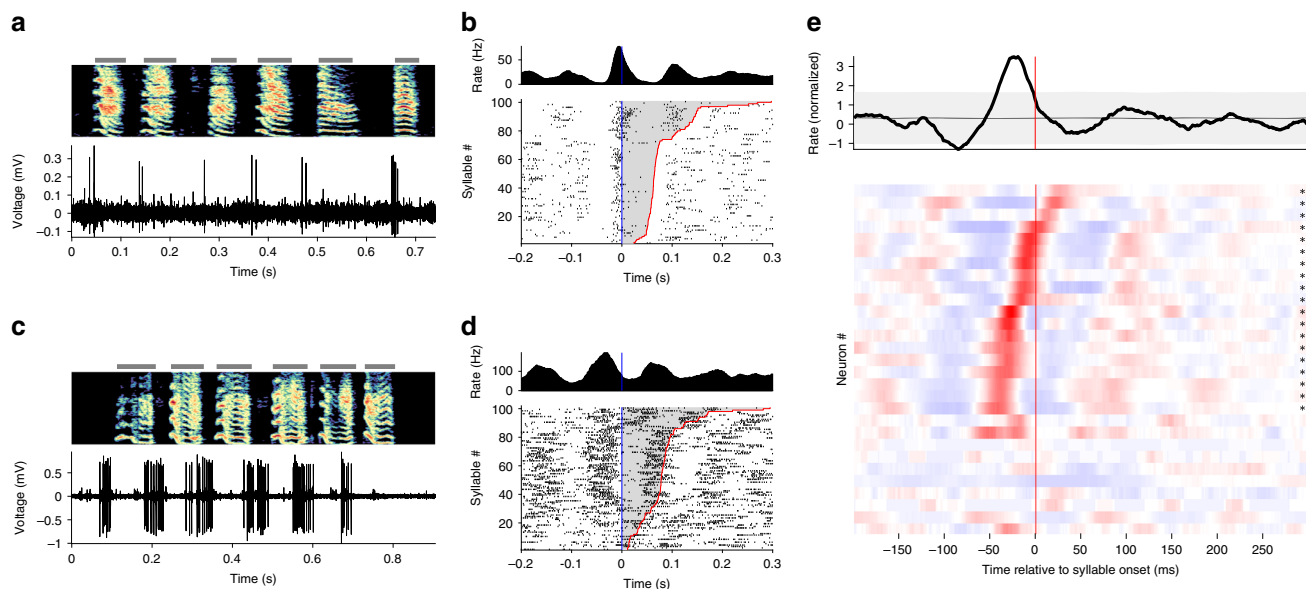 a
Voltage (mV)
0.3
0.2
0.1
0
−0.1
0 0.1 0.2 0.3 0.4 0.5 0.6 0.7
Time (s)
b
Rate (Hz)
50
0
Syllable #
100
80
60
40
20
−0.2 −0.1 0 0.1 0.2 0.3
Time (s)
c
Voltage (mV)
0.5
0
−0.5
−1
0 0.2 0.4 0.6 0.8
Time (s)
d
Rate (Hz)
100
0
Syllable #
100
80
60
40
20
−0.2 −0.1 0 0.1 0.2 0.3
Time (s)
e
Rate (normalized)
3
2
1
0
−1
Neuron #
* * * * * * * * * * * * * * * * * * *
−150 −100 −50 0 50 100 150 200 250
Time relative to syllable onset (ms)